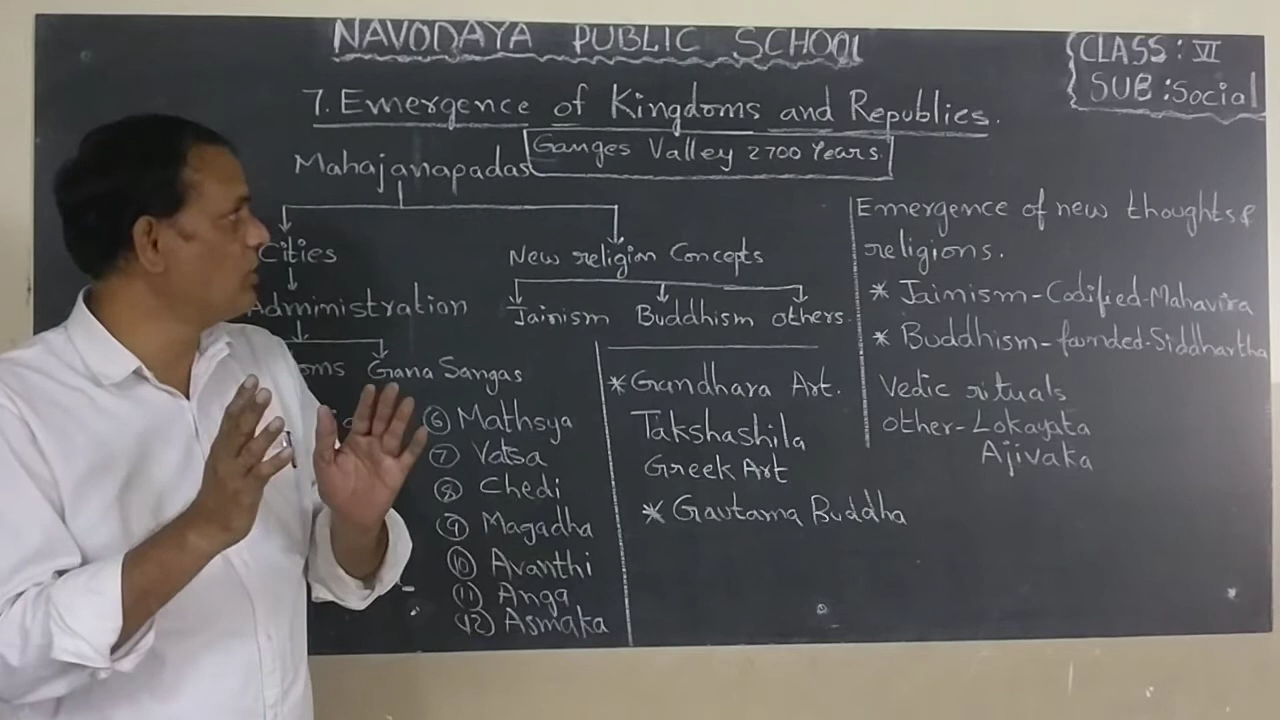 NAVODAYA PUBLIC SCHOOL
CLASS: VI
SUB: Social
7. Emergence of Kingdoms and Republies.
Ganges Valley 2700 Years.
Mahajanapadas
Cities
New religion Concepts
Administration
Jainism Buddhism others.
oms Gana Sangas
⑥ Mathsya
⑦ Vatsa
⑧ Chedi
⑨ Magadha
⑩ Avanthi
⑪ Anga
⑫ Asmaka
* Gandhara Art.
Takshashila
Greek Art
* Gautama Buddha
Emergence of new thoughts &
religions.
* Jainism-Codified-Mahavira
* Buddhism-founded-Siddhartha
Vedic rituals
other-Lokayata
Ajivaka